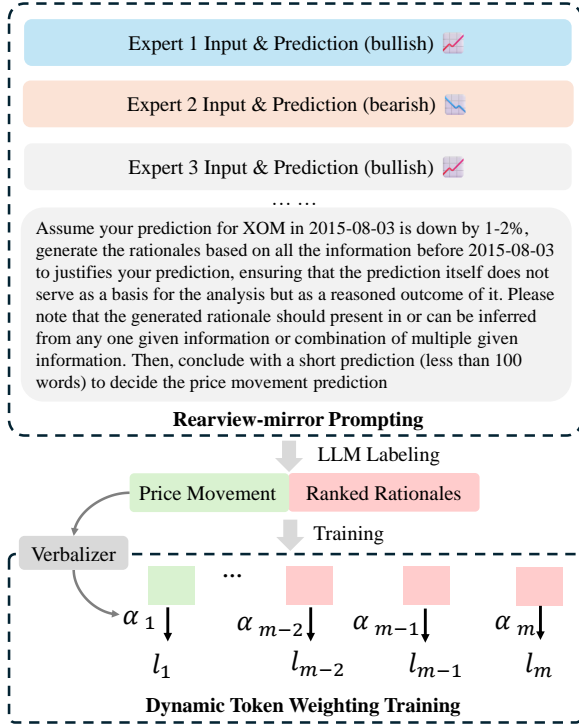 Expert 1 Input & Prediction (bullish)
Expert 2 Input & Prediction (bearish)
Expert 3 Input & Prediction (bullish)
... ...
Assume your prediction for XOM in 2015-08-03 is down by 1-2%,
generate the rationales based on all the information before 2015-08-03
to justifies your prediction, ensuring that the prediction itself does not
serve as a basis for the analysis but as a reasoned outcome of it. Please
note that the generated rationale should present in or can be inferred
from any one given information or combination of multiple given
information. Then, conclude with a short prediction (less than 100
words) to decide the price movement prediction
Rearview-mirror Prompting
LLM Labeling
Price Movement Ranked Rationales
Training
Verbalizer
...
α 1 α m−2 α m−1 α m
l1 lm−2 lm−1 lm
Dynamic Token Weighting Training